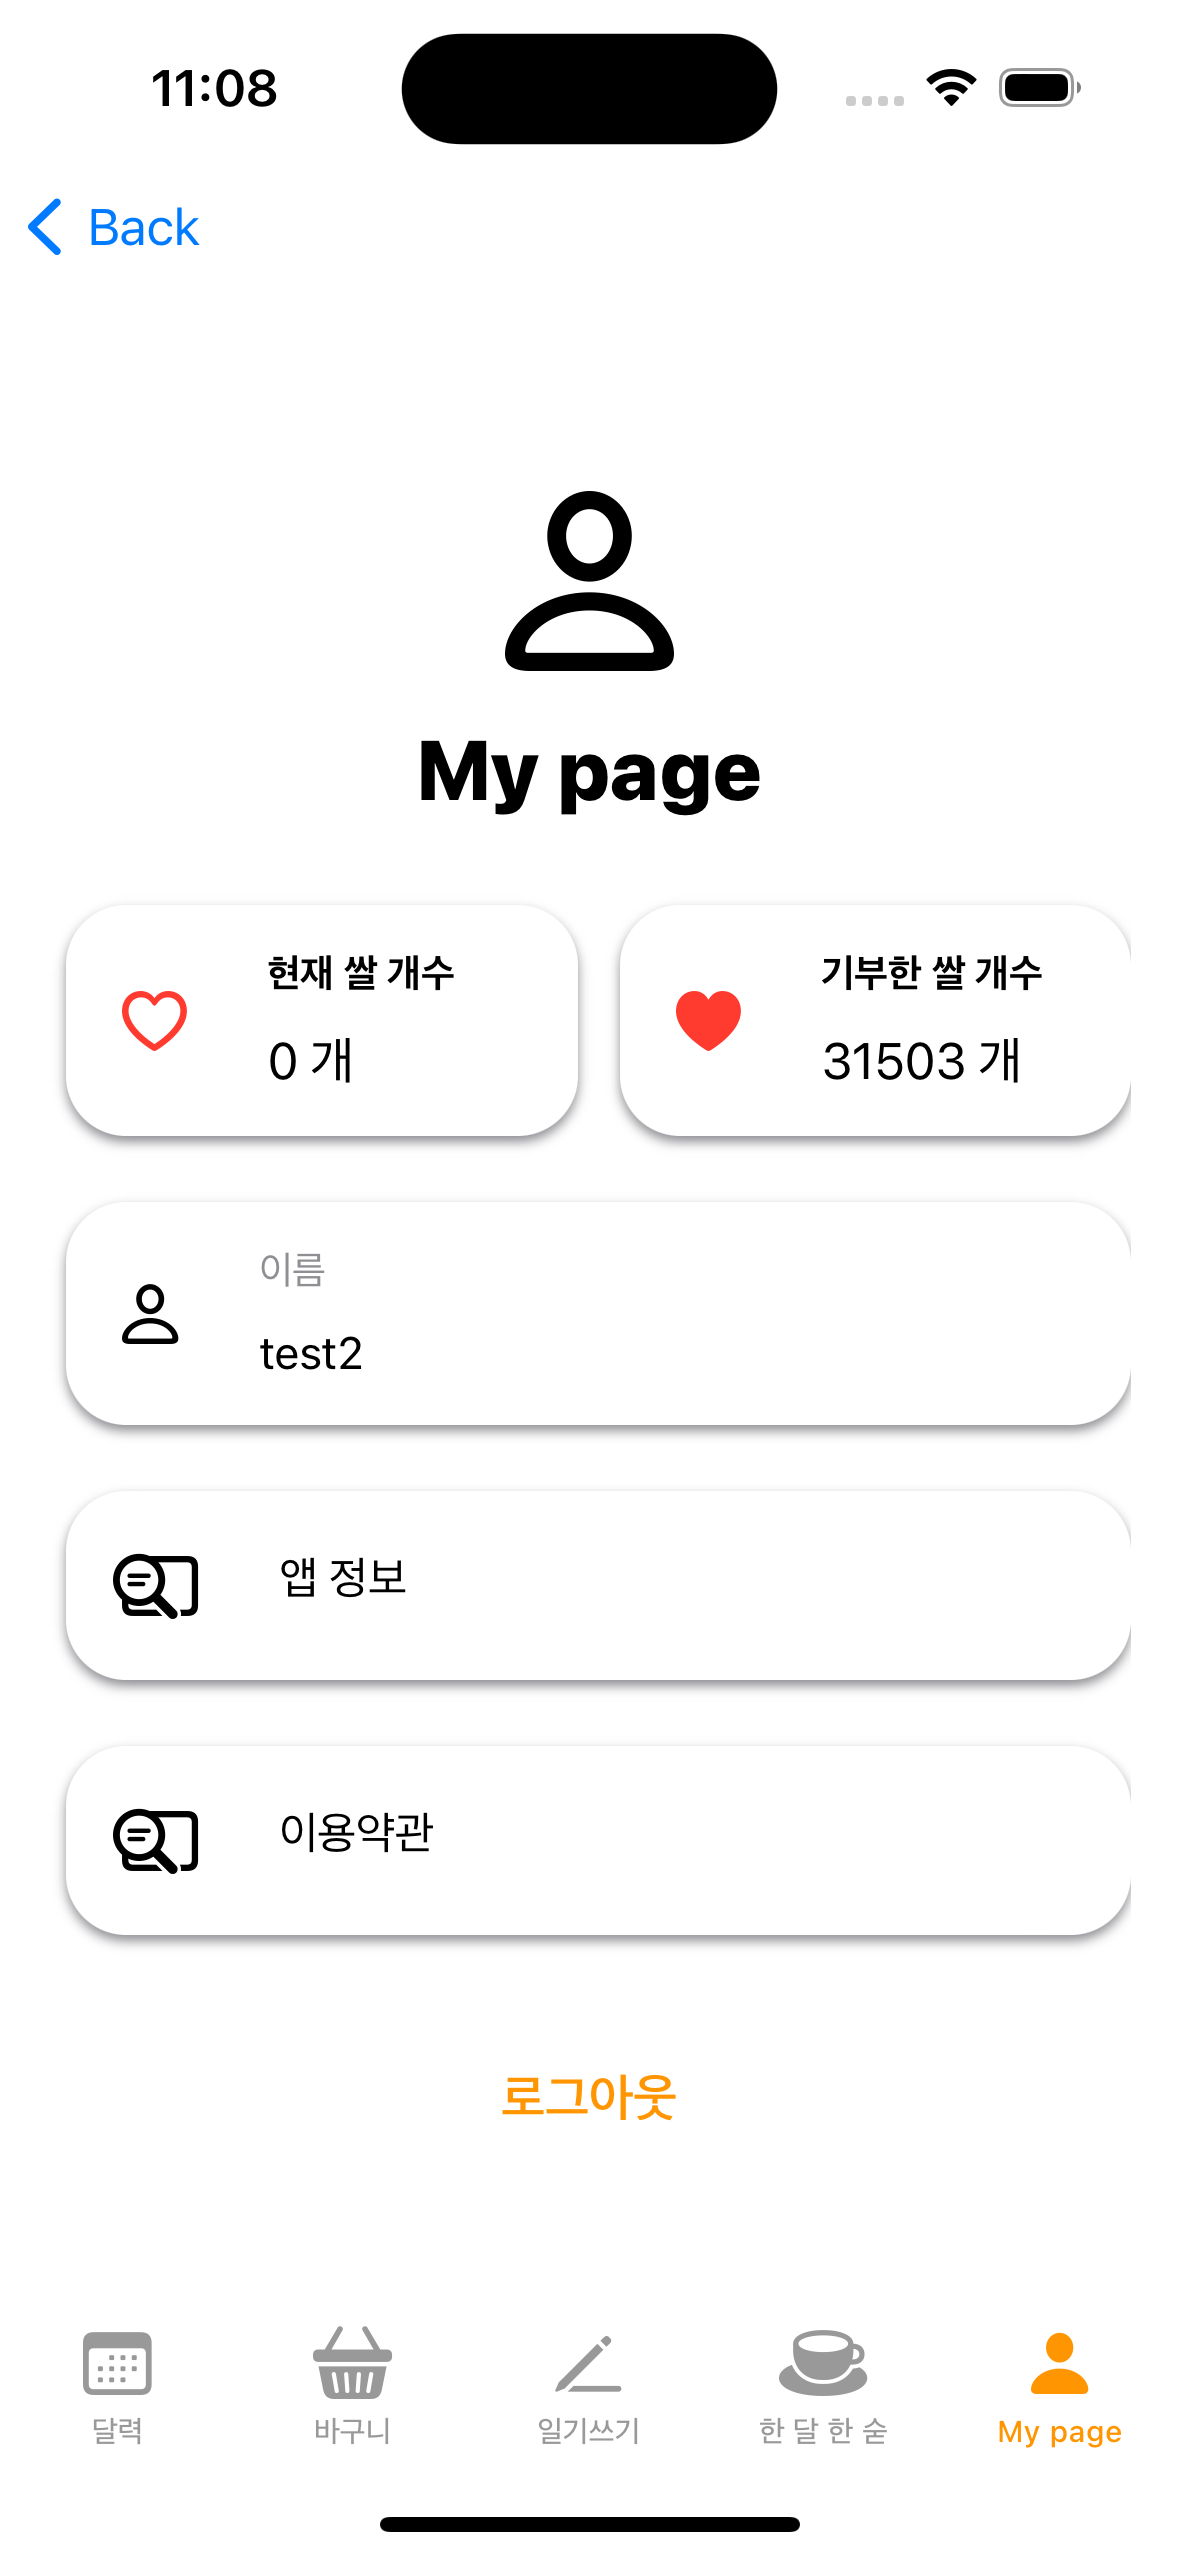 11:08
Back
My page
현재 쌀 개수
0 개
기부한 쌀 개수
31503 개
이름
test2
앱 정보
이용약관
로그아웃
달력
바구니
일기쓰기
한 달 한 숟
My page